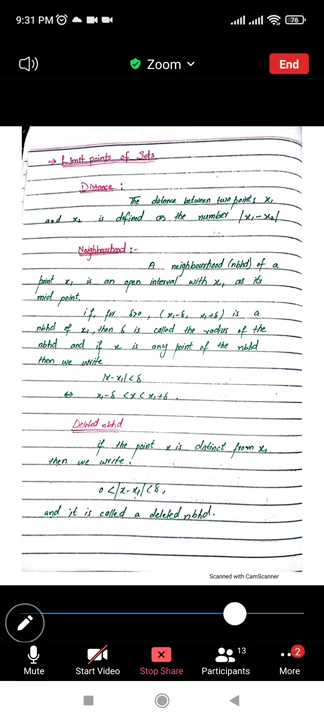 9:31 PM
76
Zoom
End
→ Limit points of Sets
Distance :
The distance between two points x₁
and x₂ is defined as the number |x₁-x₂|
Neighbourhood :-
A neighbourhood (nbhd) of a
point x₁ is an open interval with x₁ as its
mid point.
if, for δ>0, (x₁-δ, x₁+δ) is a
nbhd of x₁, then δ is called the radius of the
nbhd and if x is any point of the nbhd
then we write
|x-x₁|<δ
⇔ x₁-δ <x< x₁+δ.
Deleted nbhd
if the point x is distinct from x₁
then we write.
0<|x-x₁|<δ,
and it is called a deleted nbhd.
Scanned with CamScanner
Mute
Start Video
Stop Share
13
Participants
2
More